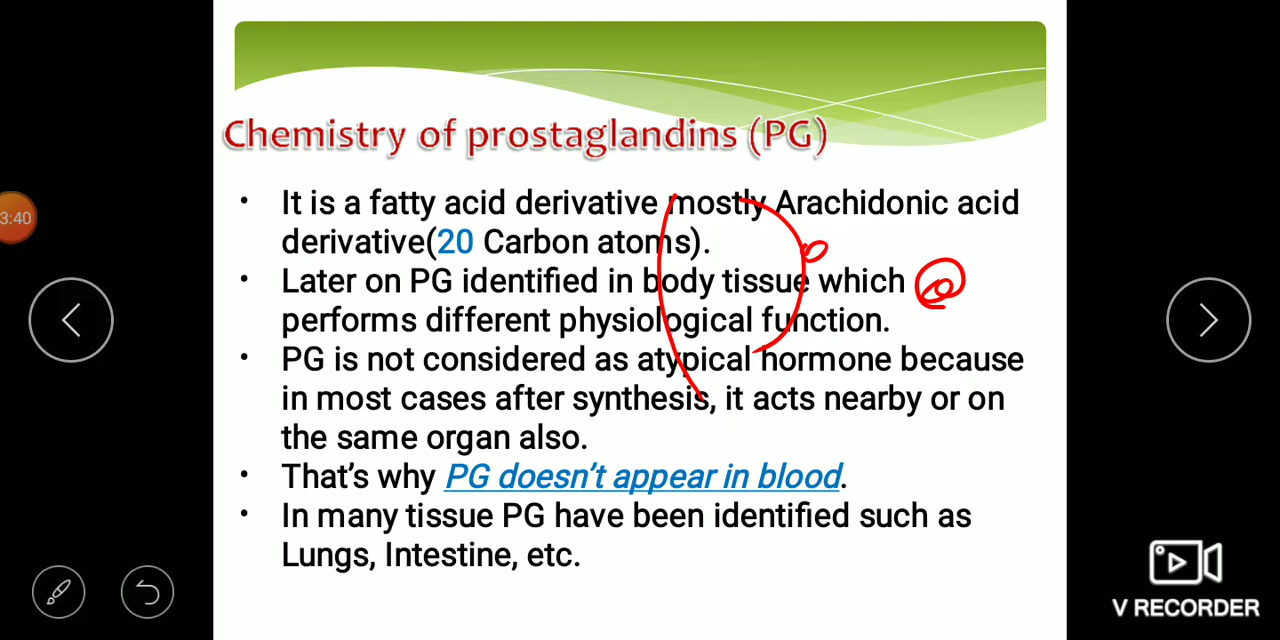 Chemistry of prostaglandins (PG)
• It is a fatty acid derivative mostly Arachidonic acid
derivative(20 Carbon atoms).
• Later on PG identified in body tissue which
performs different physiological function.
• PG is not considered as atypical hormone because
in most cases after synthesis, it acts nearby or on
the same organ also.
• That's why PG doesn't appear in blood.
• In many tissue PG have been identified such as
Lungs, Intestine, etc.
3:40
V RECORDER